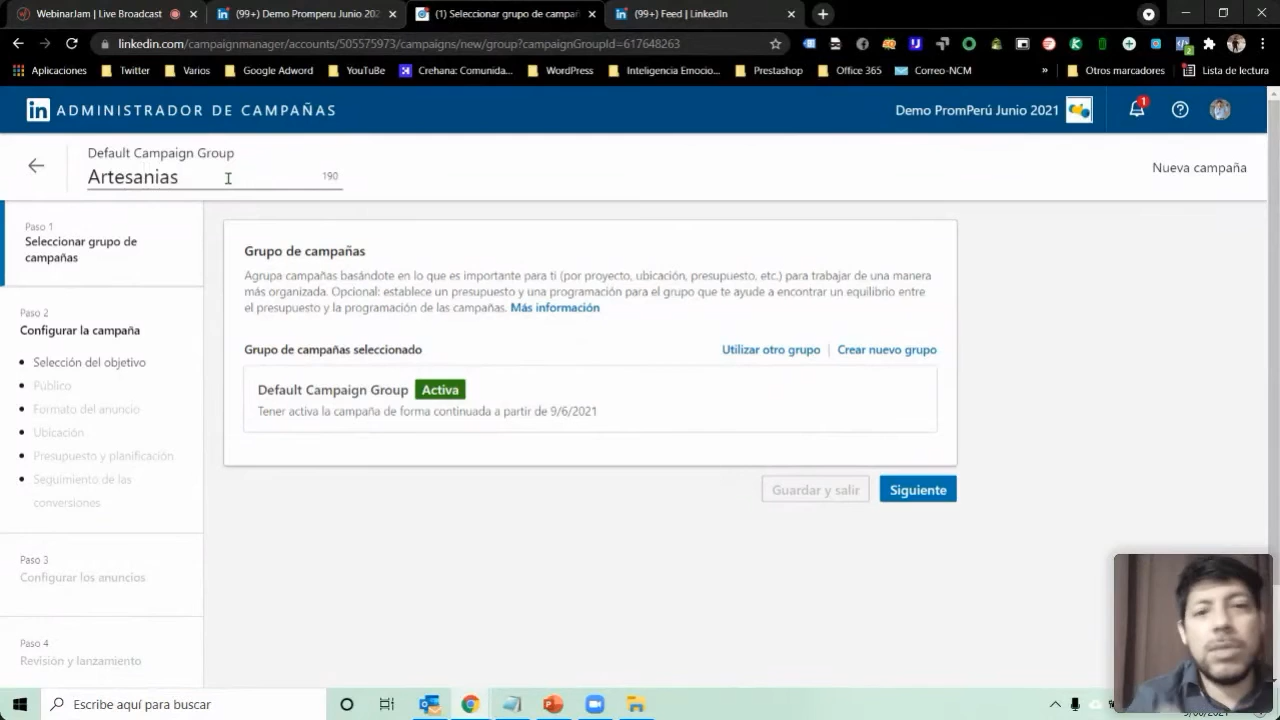 WebinarJam | Live Broadcast
(99+) Demo Promperu Junio 202
(1) Seleccionar grupo de campañ
(99+) Feed | LinkedIn
linkedin.com/campaignmanager/accounts/505575973/campaigns/new/group?campaignGroupId=617648263
Aplicaciones
Twitter
Varios
Google Adword
YouTube
Crehana: Comunida...
WordPress
Inteligencia Emocio...
Prestashop
Office 365
Correo-NCM
»
Otros marcadores
Lista de lectura
in ADMINISTRADOR DE CAMPAÑAS
Demo PromPerú Junio 2021
1
Default Campaign Group
Artesanias
190
Nueva campaña
Paso 1
Seleccionar grupo de
campañas
Paso 2
Configurar la campaña
Selección del objetivo
Público
Formato del anuncio
Ubicación
Presupuesto y planificación
Seguimiento de las
conversiones
Paso 3
Configurar los anuncios
Paso 4
Revisión y lanzamiento
Grupo de campañas
Agrupa campañas basándote en lo que es importante para ti (por proyecto, ubicación, presupuesto, etc.) para trabajar de una manera
más organizada. Opcional: establece un presupuesto y una programación para el grupo que te ayude a encontrar un equilibrio entre
el presupuesto y la programación de las campañas. Más información
Grupo de campañas seleccionado
Utilizar otro grupo | Crear nuevo grupo
Default Campaign Group Activa
Tener activa la campaña de forma continuada a partir de 9/6/2021
Guardar y salir
Siguiente
Escribe aquí para buscar